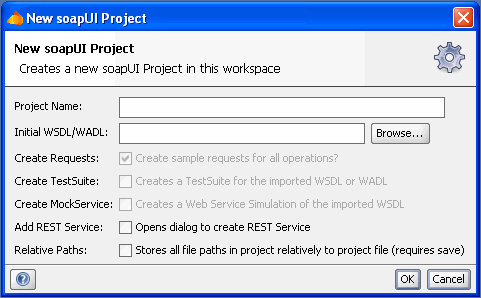 New soapUI Project
New soapUI Project
Creates a new soapUI Project in this workspace
Project Name:
Initial WSDL/WADL: Browse...
Create Requests: Create sample requests for all operations?
Create TestSuite: Creates a TestSuite for the imported WSDL or WADL
Create MockService: Creates a Web Service Simulation of the imported WSDL
Add REST Service: Opens dialog to create REST Service
Relative Paths: Stores all file paths in project relatively to project file (requires save)
? OK Cancel